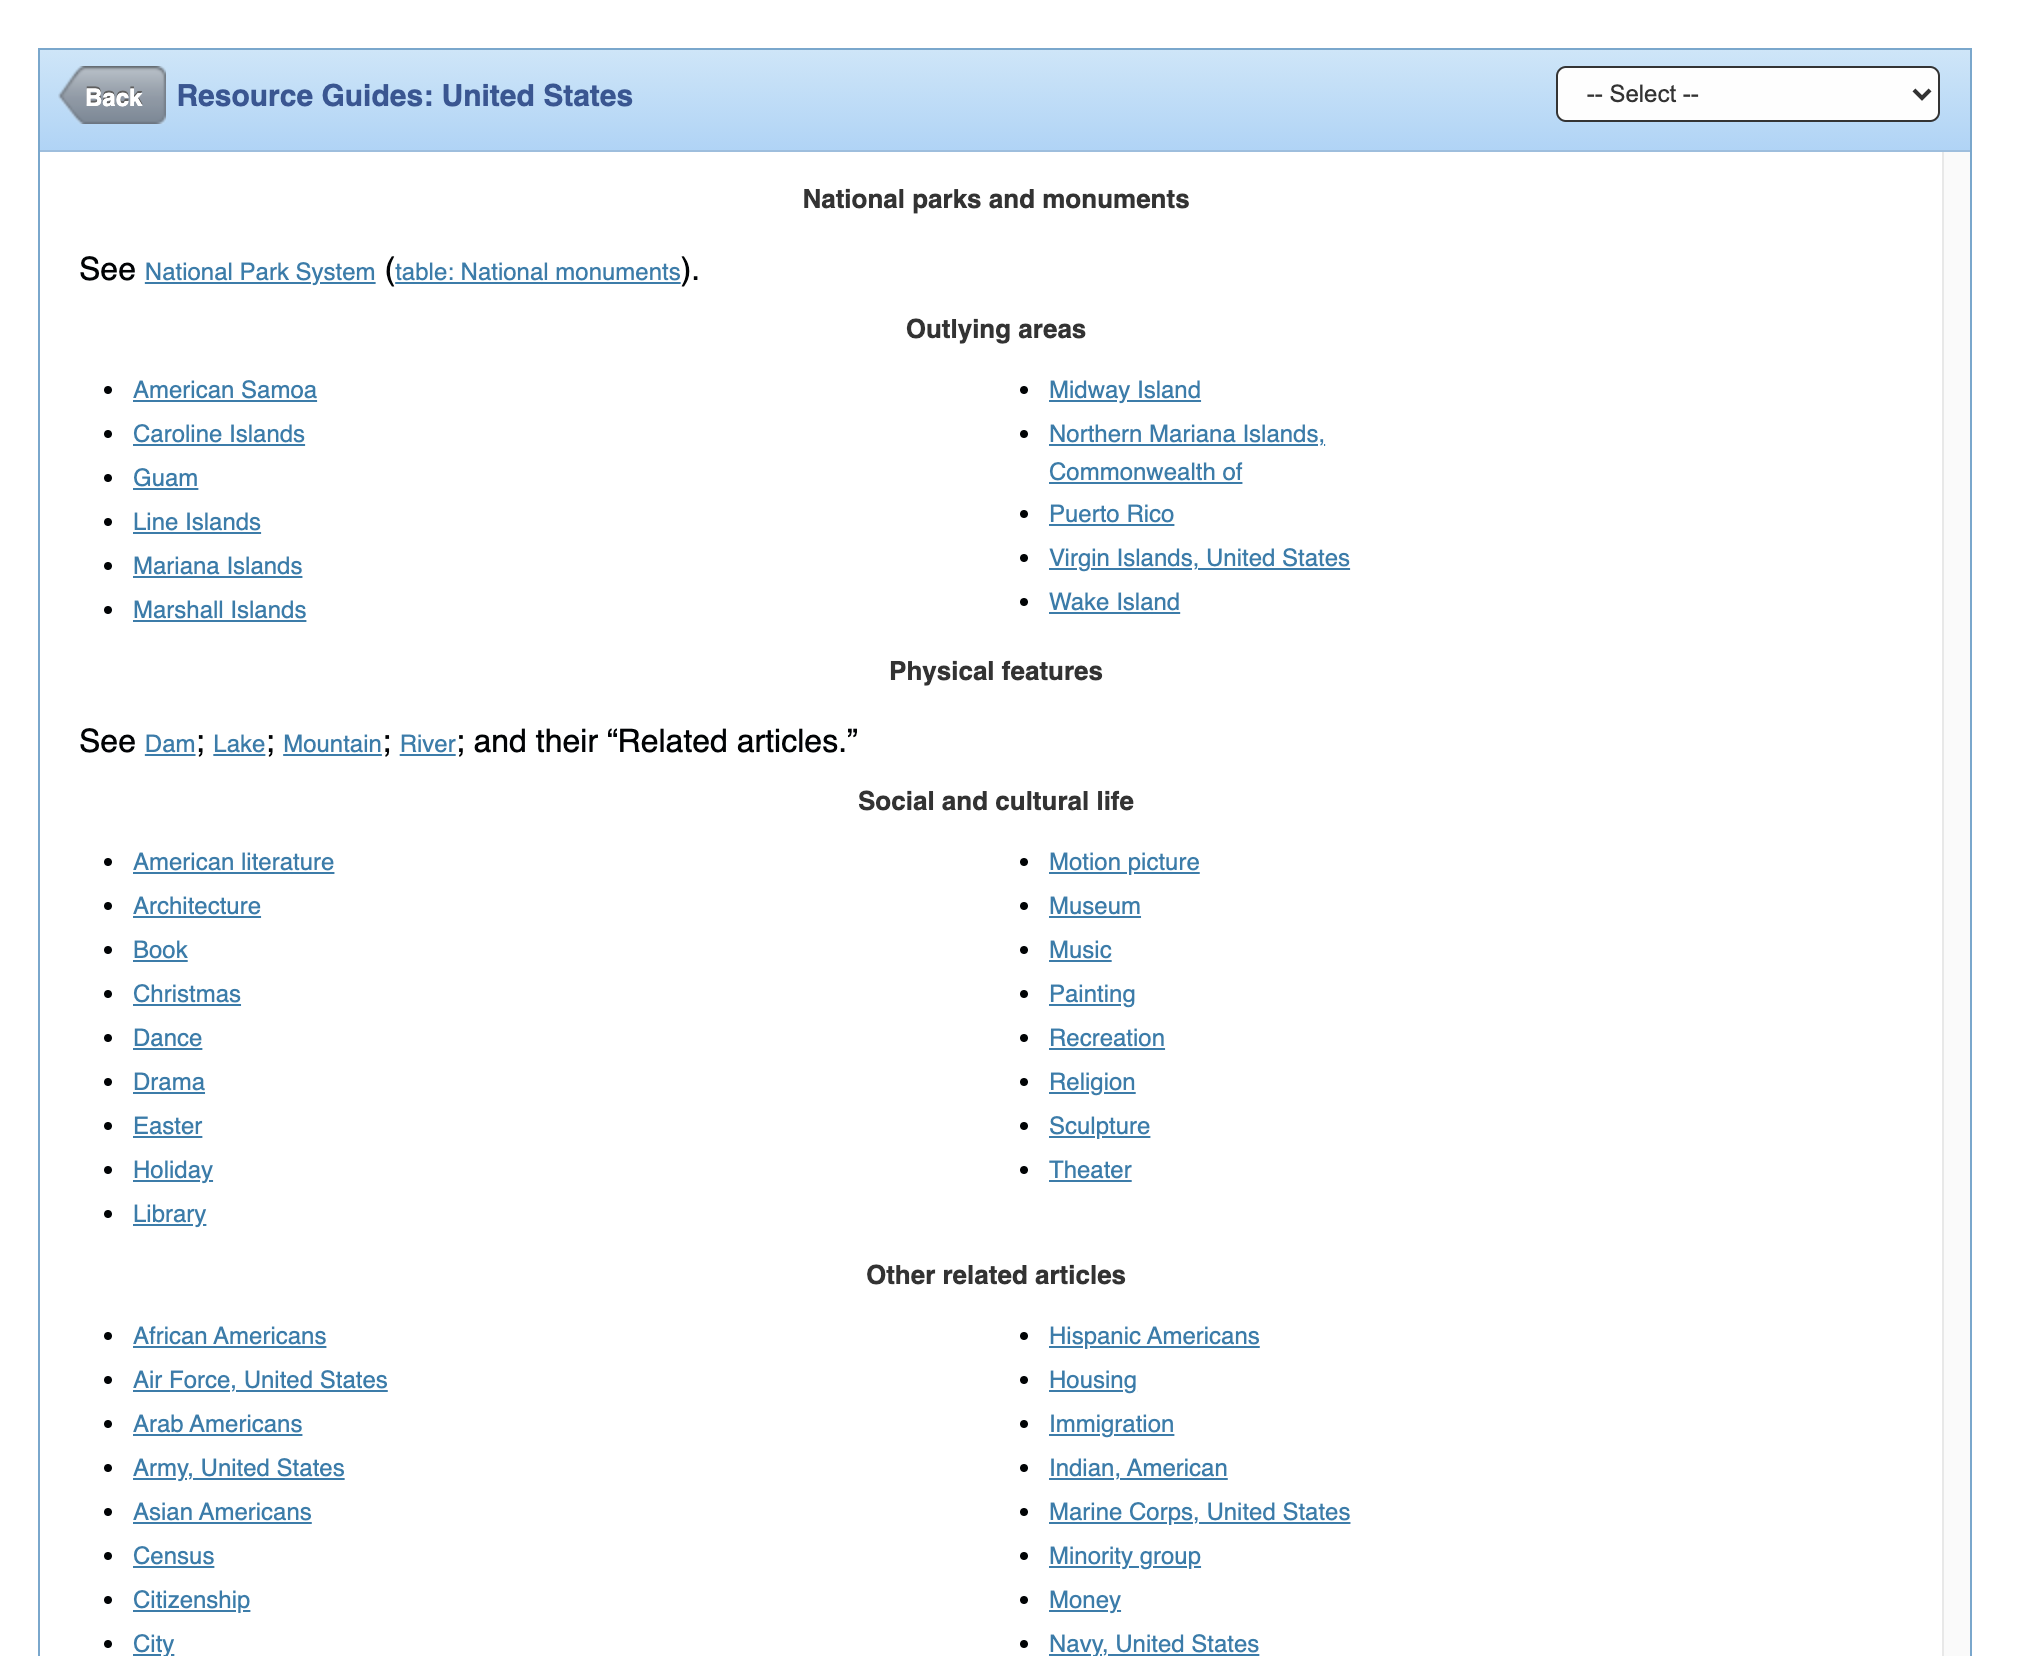 Back
Resource Guides: United States
-- Select --
National parks and monuments
See National Park System (table: National monuments).
Outlying areas
American Samoa
Caroline Islands
Guam
Line Islands
Mariana Islands
Marshall Islands
Midway Island
Northern Mariana Islands,
Commonwealth of
Puerto Rico
Virgin Islands, United States
Wake Island
Physical features
See Dam; Lake; Mountain; River; and their “Related articles.”
Social and cultural life
American literature
Architecture
Book
Christmas
Dance
Drama
Easter
Holiday
Library
Motion picture
Museum
Music
Painting
Recreation
Religion
Sculpture
Theater
Other related articles
African Americans
Air Force, United States
Arab Americans
Army, United States
Asian Americans
Census
Citizenship
City
Hispanic Americans
Housing
Immigration
Indian, American
Marine Corps, United States
Minority group
Money
Navy, United States